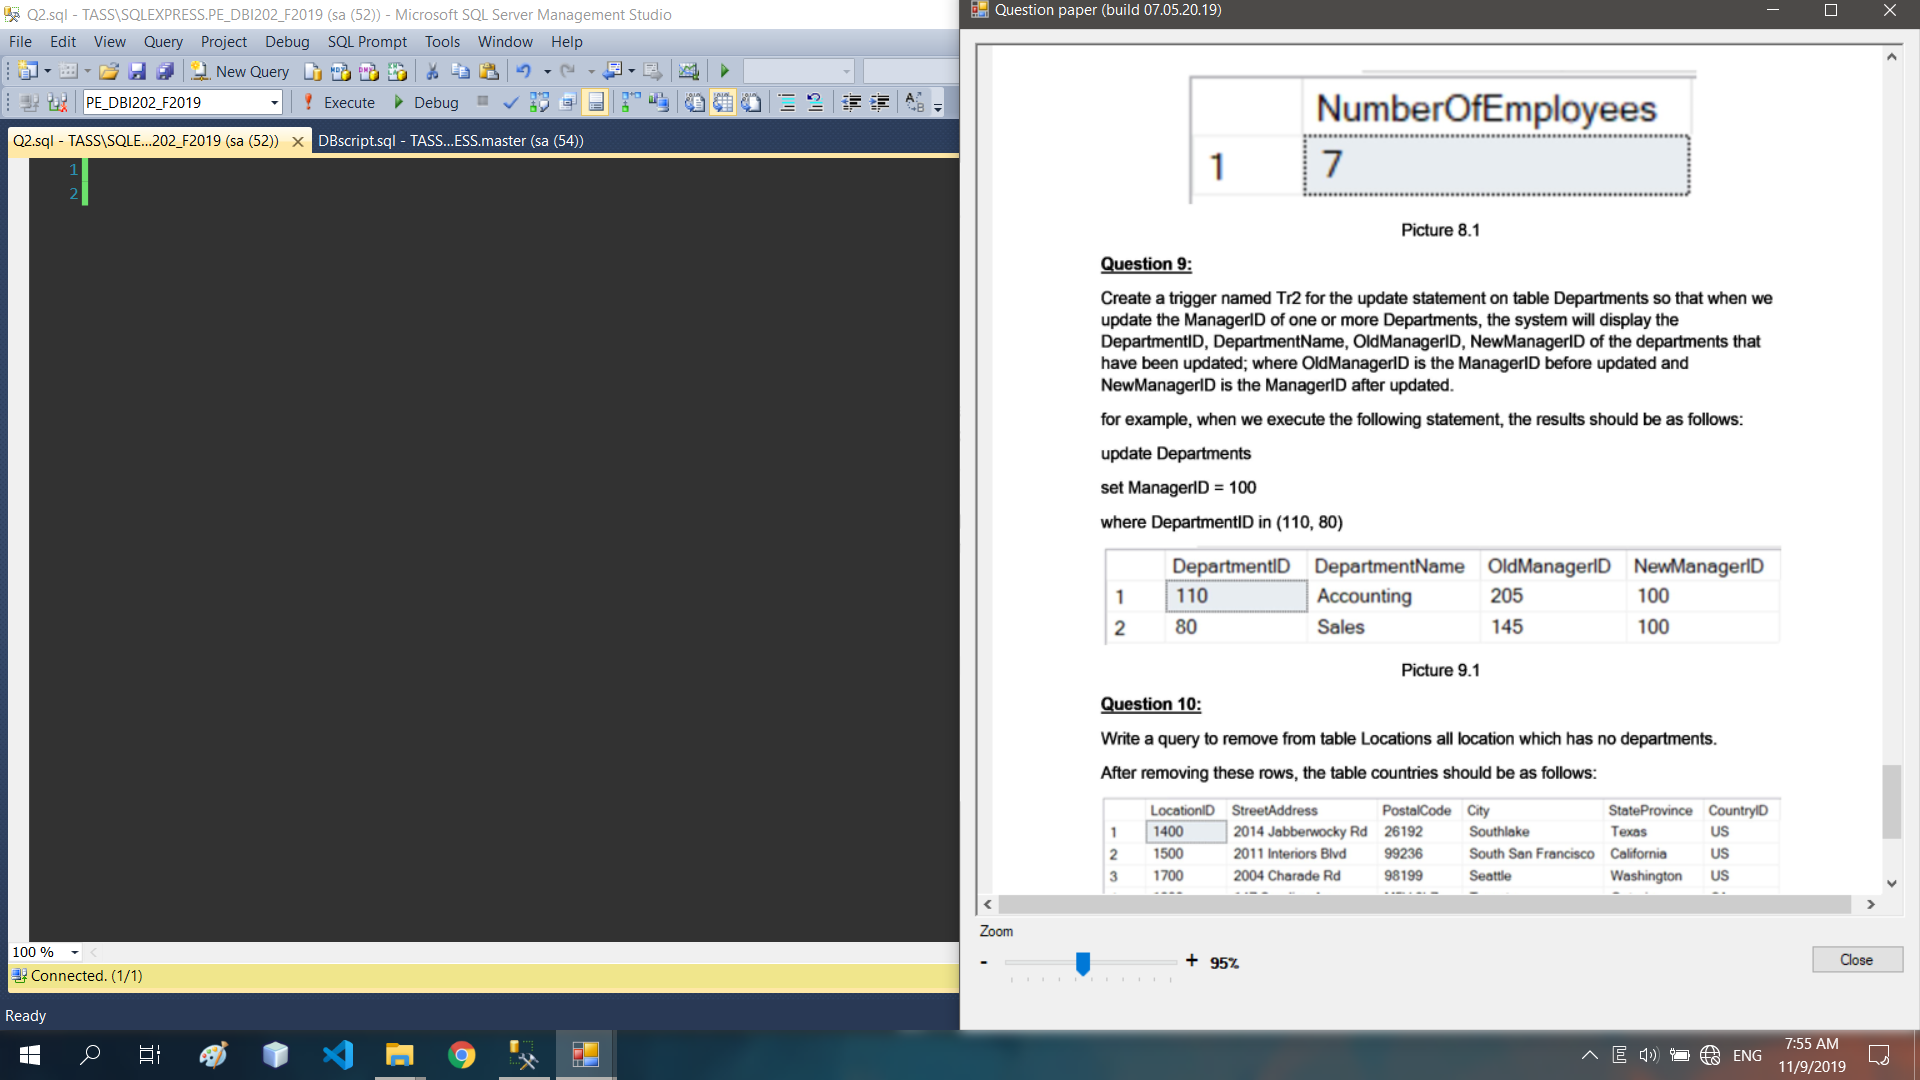 Q2.sql - TASS\SQLEXPRESS.PE_DBI202_F2019 (sa (52)) - Microsoft SQL Server Management Studio
File Edit View Query Project Debug SQL Prompt Tools Window Help
New Query
PE_DBI202_F2019 Execute Debug
Q2.sql - TASS\SQLE...202_F2019 (sa (52)) DBscript.sql - TASS...ESS.master (sa (54))
1
2
100 %
Connected. (1/1)
Ready
Question paper (build 07.05.20.19)
NumberOfEmployees
1 7
Picture 8.1
Question 9:
Create a trigger named Tr2 for the update statement on table Departments so that when we
update the ManagerID of one or more Departments, the system will display the
DepartmentID, DepartmentName, OldManagerID, NewManagerID of the departments that
have been updated; where OldManagerID is the ManagerID before updated and
NewManagerID is the ManagerID after updated.
for example, when we execute the following statement, the results should be as follows:
update Departments
set ManagerID = 100
where DepartmentID in (110, 80)
DepartmentID DepartmentName OldManagerID NewManagerID
1 110 Accounting 205 100
2 80 Sales 145 100
Picture 9.1
Question 10:
Write a query to remove from table Locations all location which has no departments.
After removing these rows, the table countries should be as follows:
LocationID StreetAddress PostalCode City StateProvince CountryID
1 1400 2014 Jabberwocky Rd 26192 Southlake Texas US
2 1500 2011 Interiors Blvd 99236 South San Francisco California US
3 1700 2004 Charade Rd 98199 Seattle Washington US
Zoom
- + 95%
Close
ENG
7:55 AM
11/9/2019